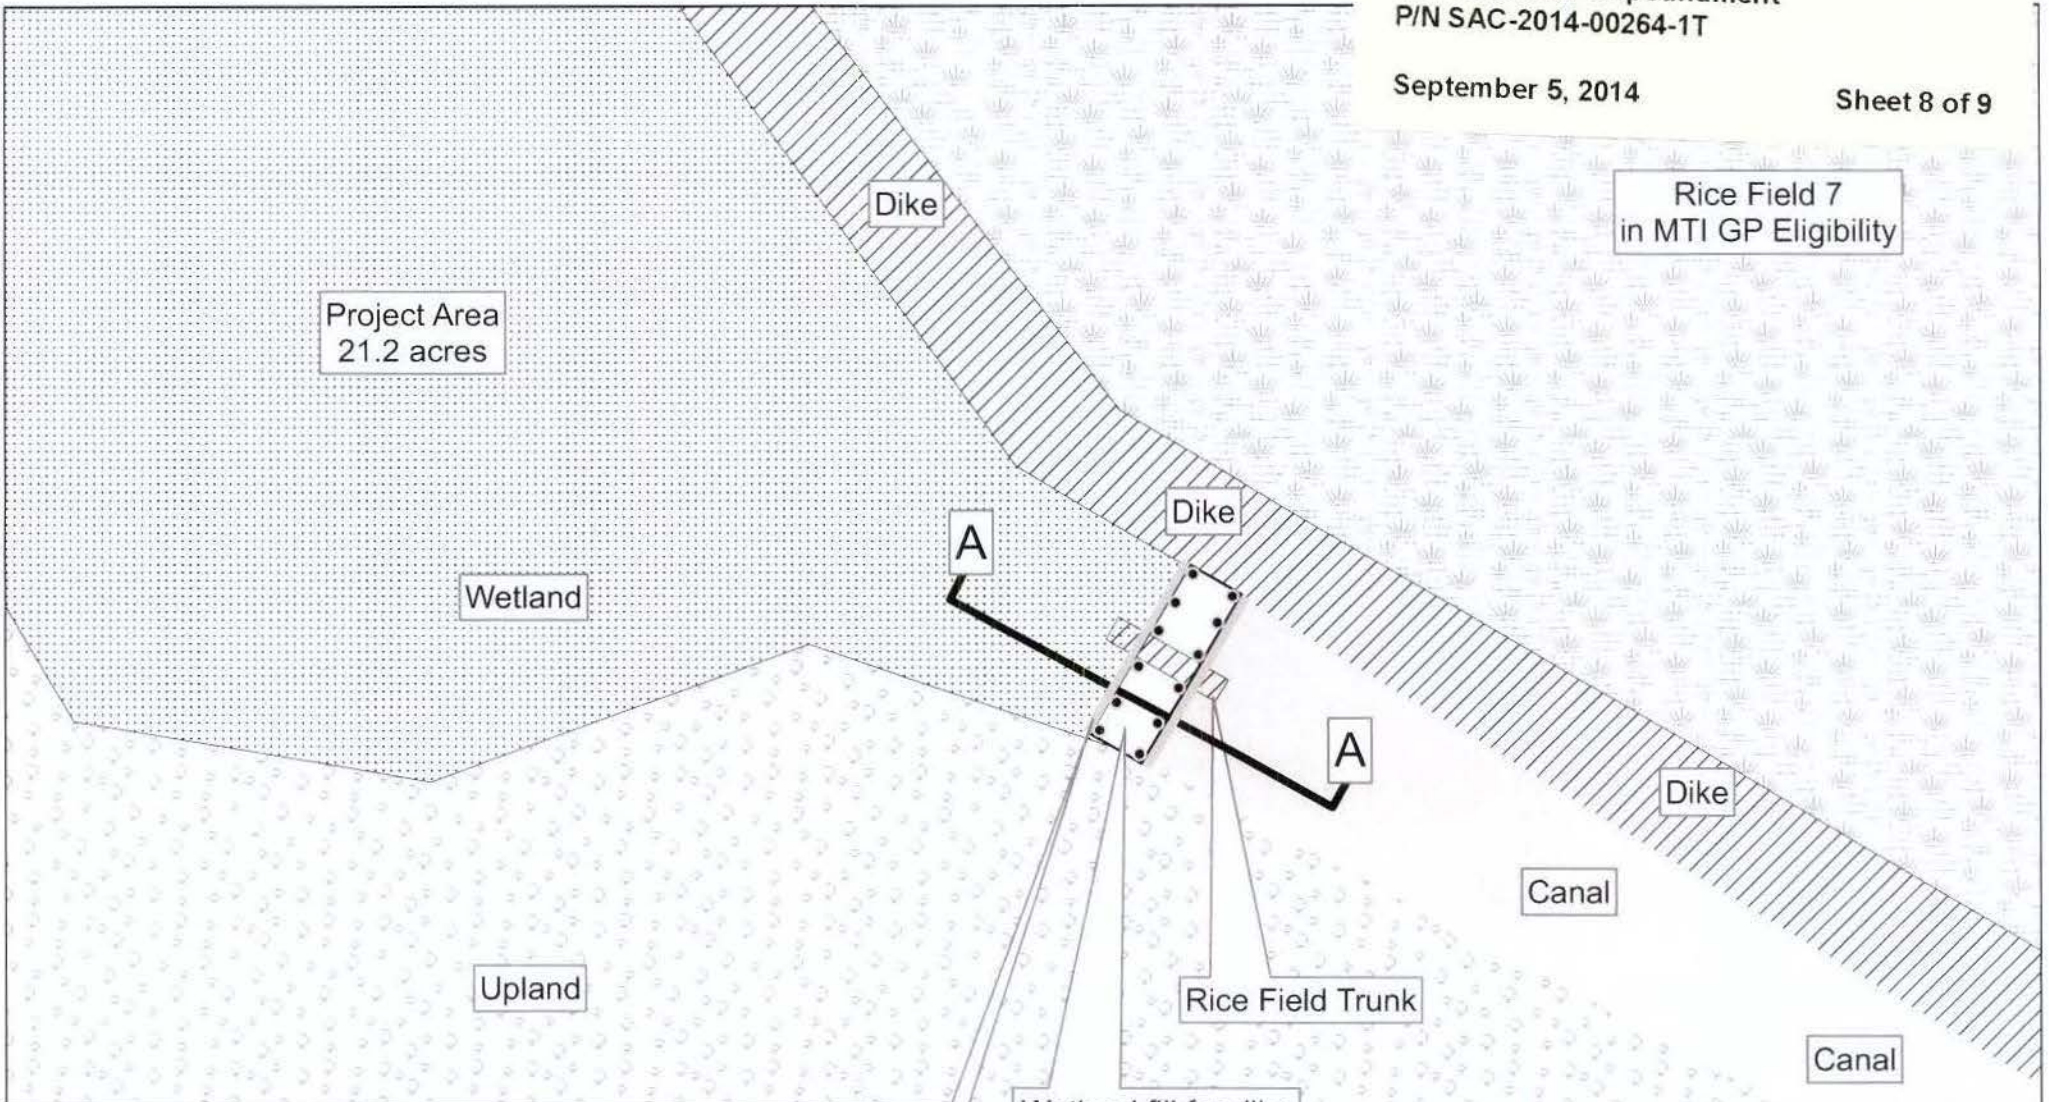 P/N SAC-2014-00264-1T
September 5, 2014
Sheet 8 of 9
Rice Field 7
in MTI GP Eligibility
Dike
Project Area
21.2 acres
Dike
A
Wetland
A
Dike
Canal
Upland
Rice Field Trunk
Canal